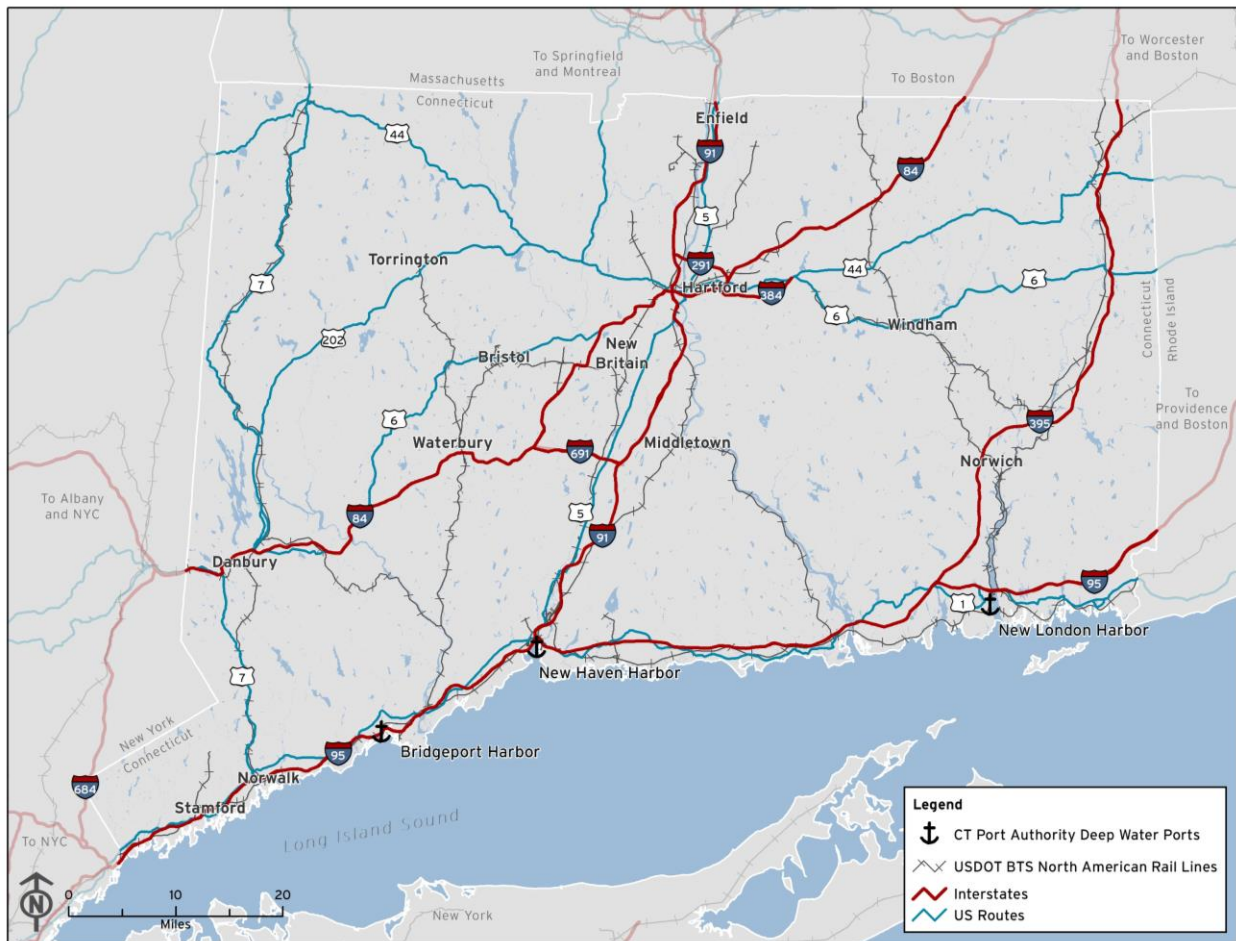 To Springfield
and Montreal
To Worcester
and Boston
To Boston
Massachusetts
Connecticut
Enfield
44
91
84
5
Torrington
291
7
Hartford
44
384
6
6
Connecticut
Rhode Island
202
Windham
Bristol
New
Britain
To
Providence
and Boston
6
395
Waterbury
691
Middletown
Norwich
To Albany
and NYC
84
5
91
Danbury
95
1
New London Harbor
New Haven Harbor
7
New York
Connecticut
95
Bridgeport Harbor
684
Norwalk
Stamford
Long Island Sound
To NYC
N
0 10 20
Miles
New York
Legend
CT Port Authority Deep Water Ports
USDOT BTS North American Rail Lines
Interstates
US Routes